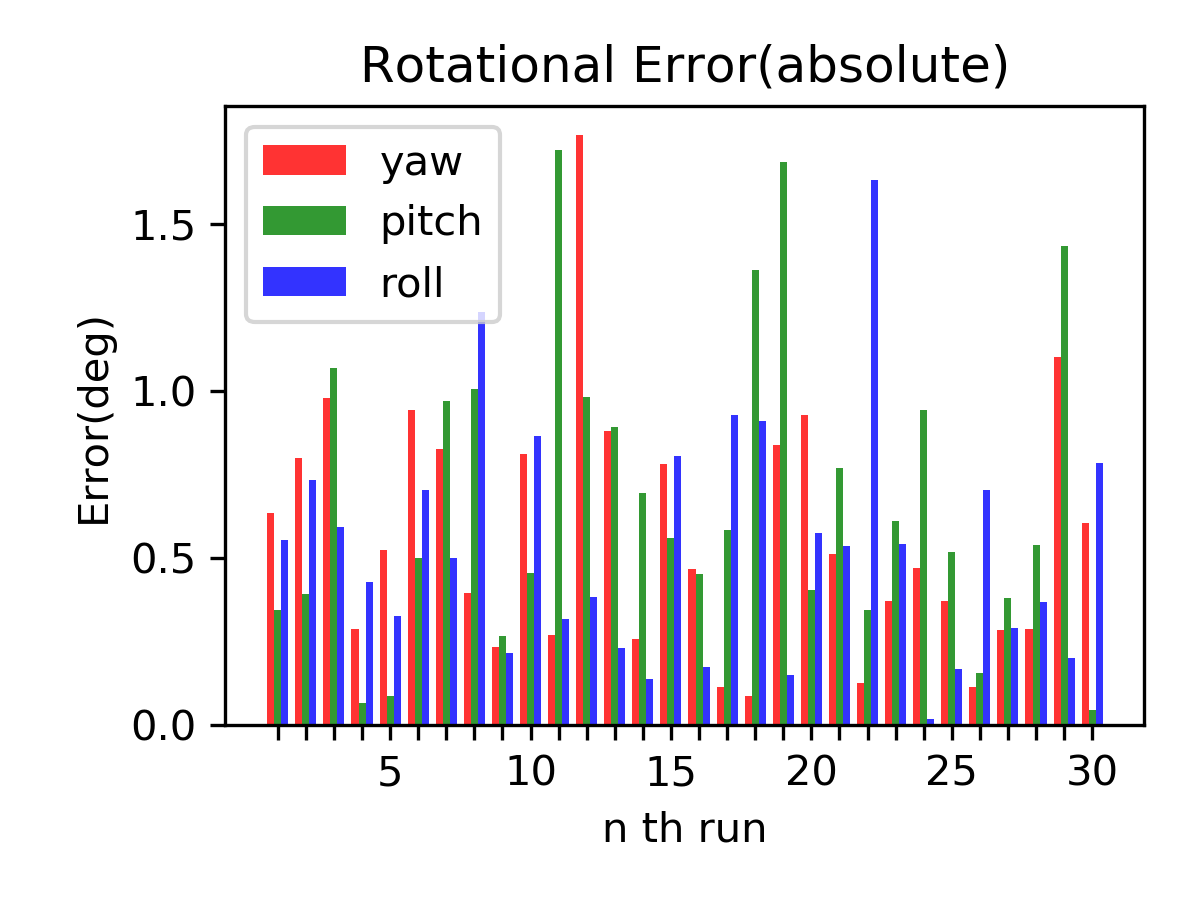 Rotational Error(absolute)
yaw
pitch
roll
Error(deg)
1.5
1.0
0.5
0.0
5 10 15 20 25 30
n th run